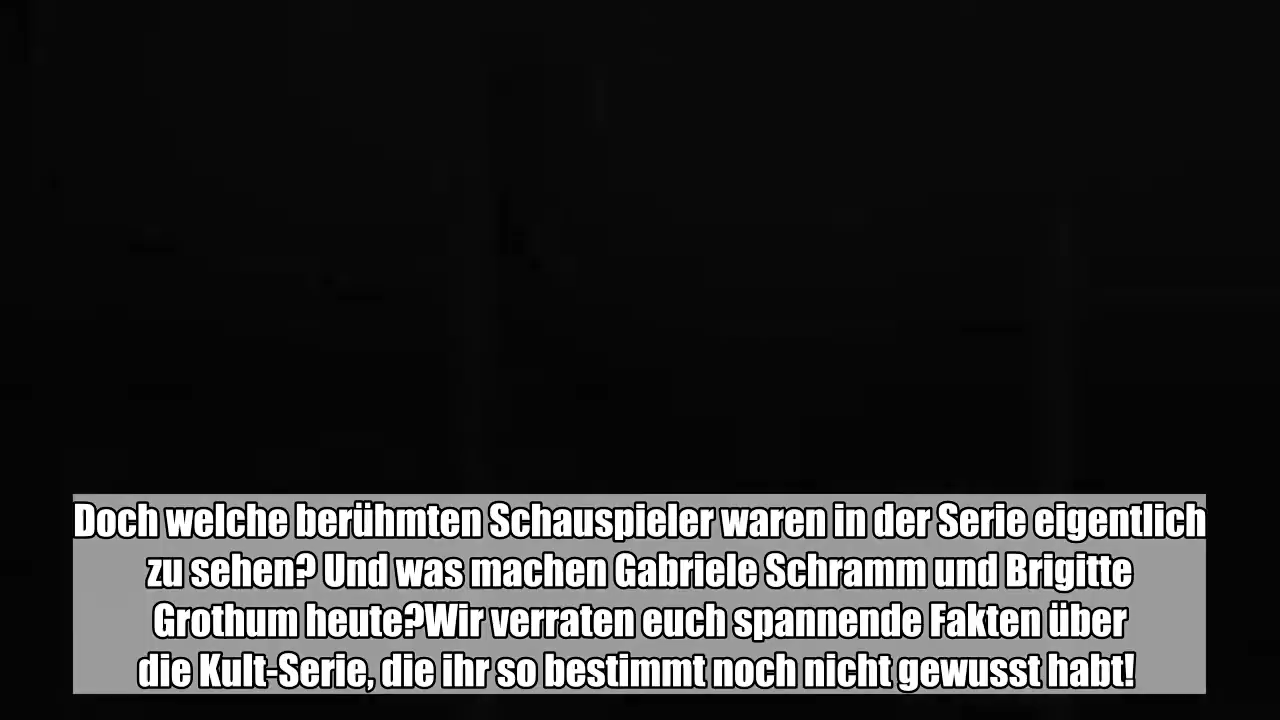 Doch welche berühmten Schauspieler waren in der Serie eigentlich
zu sehen? Und was machen Gabriele Schramm und Brigitte
Grothum heute?Wir verraten euch spannende Fakten über
die Kult-Serie, die ihr so bestimmt noch nicht gewusst habt!